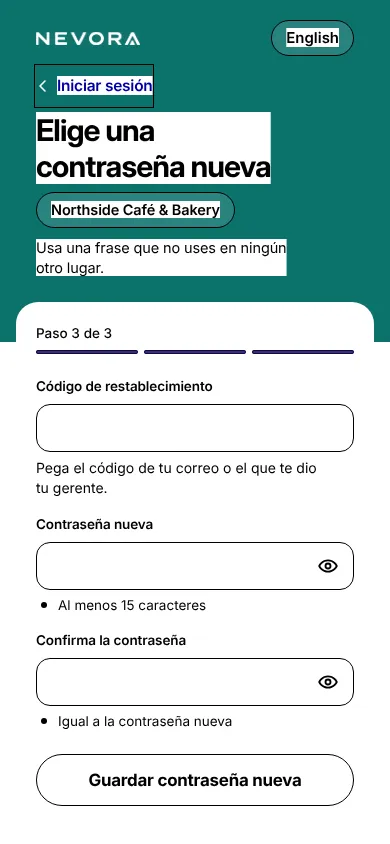 NEVORA
English
Iniciar sesión
Elige una
contraseña nueva
Northside Café & Bakery
Usa una frase que no uses en ningún
otro lugar.
Paso 3 de 3
Código de restablecimiento
Pega el código de tu correo o el que te dio
tu gerente.
Contraseña nueva
Al menos 15 caracteres
Confirma la contraseña
Igual a la contraseña nueva
Guardar contraseña nueva